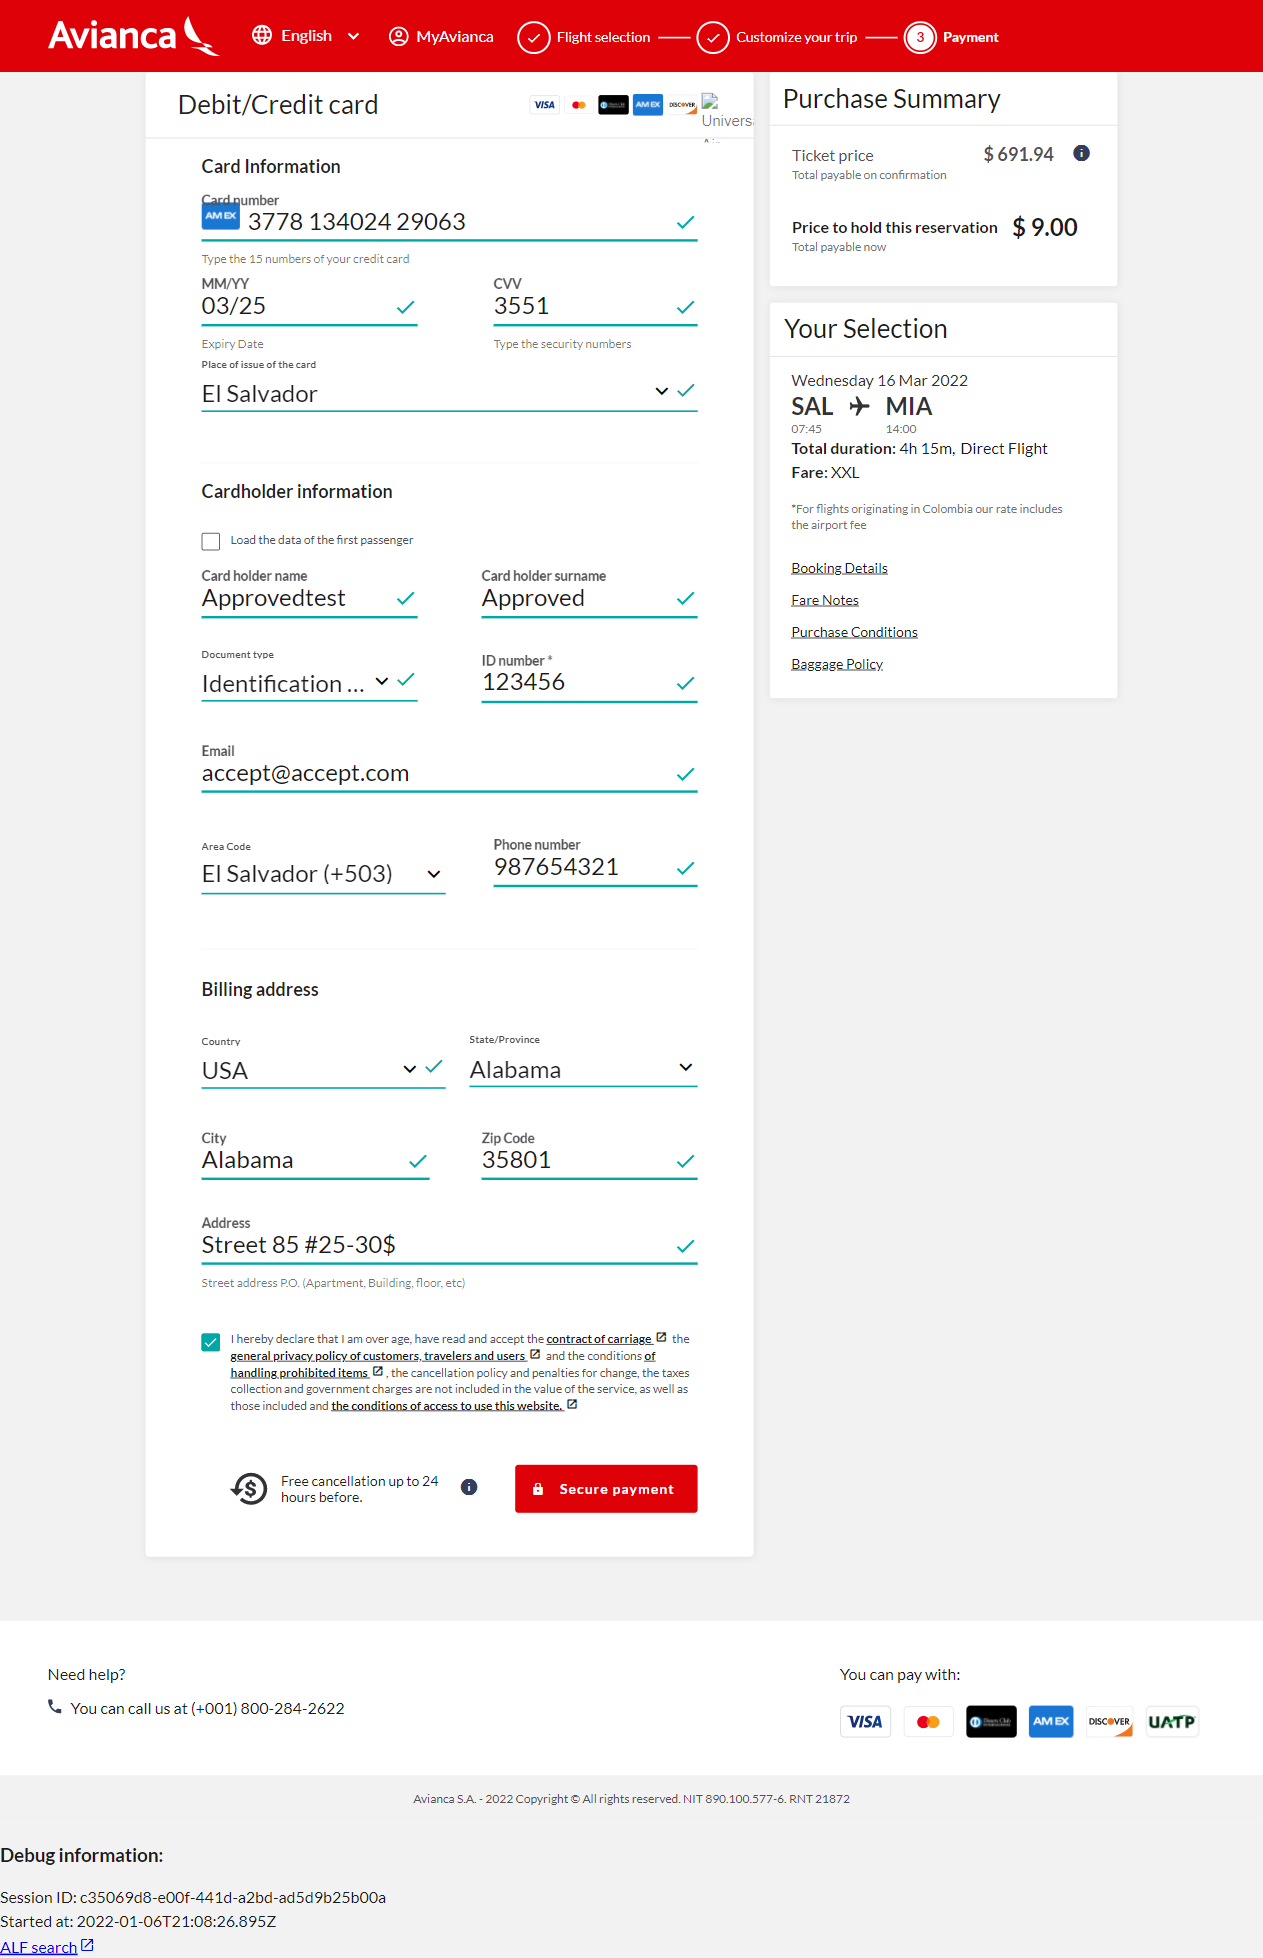 Avianca
English
MyAvianca
Flight selection
Customize your trip
3
Payment
Debit/Credit card
VISA
AMEX
DISCOVER
Univers
Card Information
Card number
AMEX
3778 134024 29063
Type the 15 numbers of your credit card
MM/YY
CVV
03/25
3551
Expiry Date
Type the security numbers
Place of issue of the card
El Salvador
Cardholder information
Load the data of the first passenger
Card holder name
Card holder surname
Approvedtest
Approved
Document type
ID number *
Identification ...
123456
Email
accept@accept.com
Area Code
Phone number
El Salvador (+503)
987654321
Billing address
Country
State/Province
USA
Alabama
City
Zip Code
Alabama
35801
Address
Street 85 #25-30$
Street address P.O. (Apartment, Building, floor, etc)
I hereby declare that I am over age, have read and accept the contract of carriage the
general privacy policy of customers, travelers and users and the conditions of
handling prohibited items , the cancellation policy and penalties for change, the taxes
collection and government charges are not included in the value of the service, as well as
those included and the conditions of access to use this website.
Free cancellation up to 24
hours before.
Secure payment
Purchase Summary
Ticket price
$ 691.94
Total payable on confirmation
Price to hold this reservation
$ 9.00
Total payable now
Your Selection
Wednesday 16 Mar 2022
SAL
MIA
07:45
14:00
Total duration: 4h 15m, Direct Flight
Fare: XXL
*For flights originating in Colombia our rate includes
the airport fee
Booking Details
Fare Notes
Purchase Conditions
Baggage Policy
Need help?
You can call us at (+001) 800-284-2622
You can pay with:
VISA
Diners Club
AMEX
DISCOVER
UATP
Avianca S.A. - 2022 Copyright © All rights reserved. NIT 890.100.577-6. RNT 21872
Debug information:
Session ID: c35069d8-e00f-441d-a2bd-ad5d9b25b00a
Started at: 2022-01-06T21:08:26.895Z
ALF search